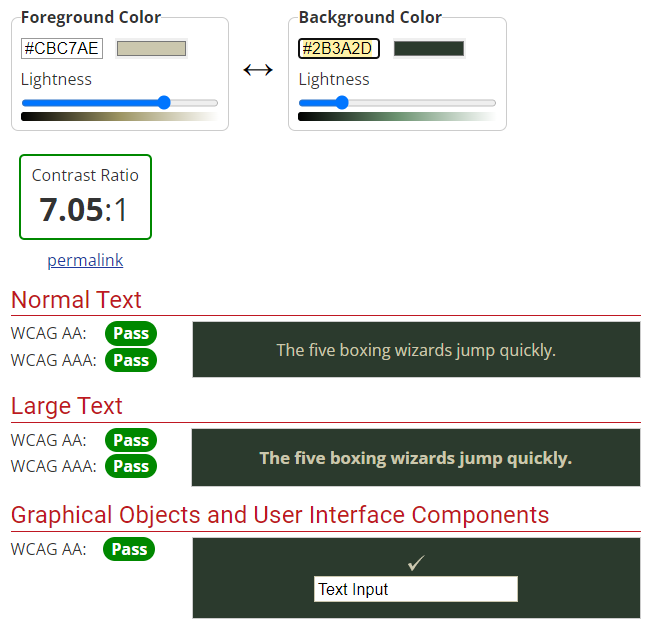 Foreground Color
Background Color
#CBC7AE
#2B3A2D
Lightness
Lightness
Contrast Ratio
7.05:1
permalink
Normal Text
WCAG AA: Pass
WCAG AAA: Pass
The five boxing wizards jump quickly.
Large Text
WCAG AA: Pass
WCAG AAA: Pass
The five boxing wizards jump quickly.
Graphical Objects and User Interface Components
WCAG AA: Pass
✓
Text Input